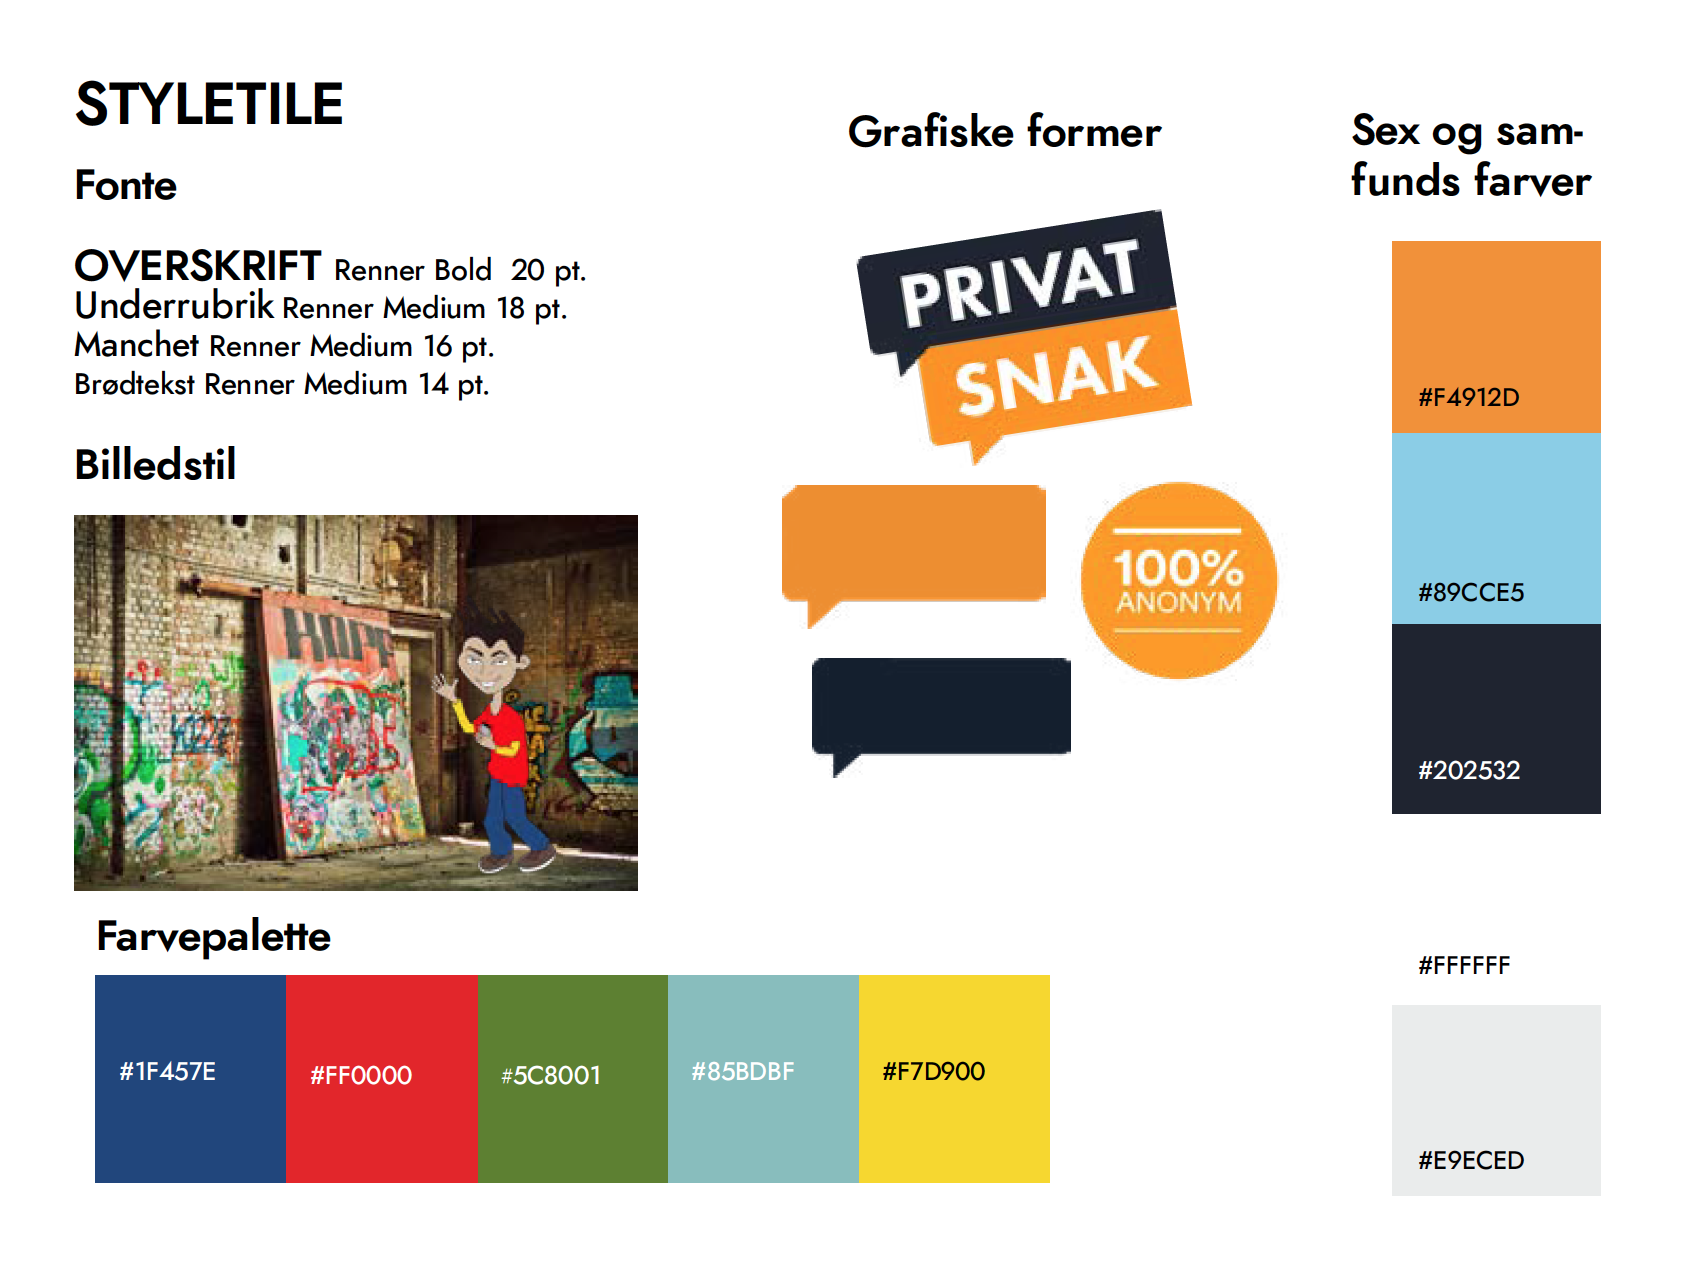 STYLETILE
Fonte
OVERSKRIFT Renner Bold 20 pt.
Underrubrik Renner Medium 18 pt.
Manchet Renner Medium 16 pt.
Brødtekst Renner Medium 14 pt.
Billedstil
Farvepalette
#1F457E
#FF0000
#5C8001
#85BDBF
#F7D900
Grafiske former
PRIVAT
SNAK
100%
ANONYM
Sex og sam-
funds farver
#F4912D
#89CCE5
#202532
#FFFFFF
#E9ECED